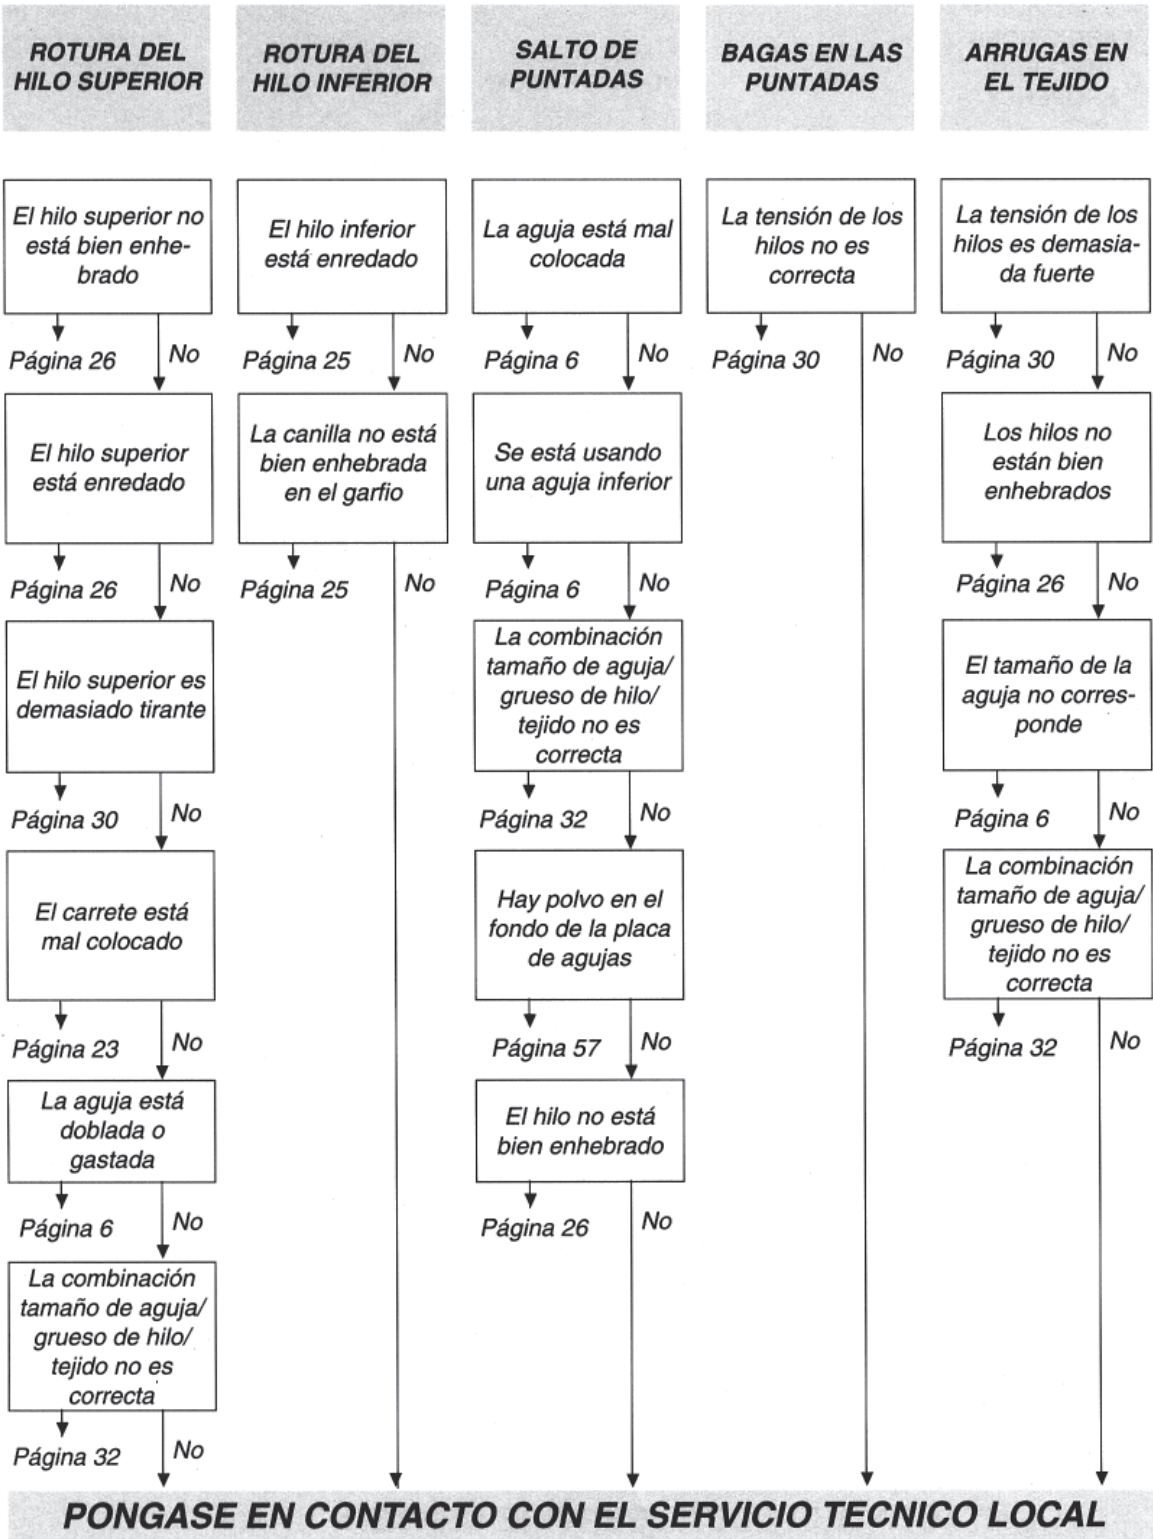 ROTURA DEL
HILO SUPERIOR
El hilo superior no
está bien enhe-
brado
Página 26
No
El hilo superior
está enredado
Página 26
No
El hilo superior es
demasiado tirante
Página 30
No
El carrete está
mal colocado
Página 23
No
La aguja está
doblada o
gastada
Página 6
No
La combinación
tamaño de aguja/
grueso de hilo/
tejido no es
correcta
Página 32
No
ROTURA DEL
HILO INFERIOR
El hilo inferior
está enredado
Página 25
No
La canilla no está
bien enhebrada
en el garfio
Página 25
No
SALTO DE
PUNTADAS
La aguja está mal
colocada
Página 6
No
Se está usando
una aguja inferior
Página 6
No
La combinación
tamaño de aguja/
grueso de hilo/
tejido no es
correcta
Página 32
No
Hay polvo en el
fondo de la placa
de agujas
Página 57
No
El hilo no está
bien enhebrado
Página 26
No
BAGAS EN LAS
PUNTADAS
La tensión de los
hilos no es
correcta
Página 30
No
ARRUGAS EN
EL TEJIDO
La tensión de los
hilos es demasia-
da fuerte
Página 30
No
Los hilos no
están bien
enhebrados
Página 26
No
El tamaño de la
aguja no corres-
ponde
Página 6
No
La combinación
tamaño de aguja/
grueso de hilo/
tejido no es
correcta
Página 32
No
PONGASE EN CONTACTO CON EL SERVICIO TECNICO LOCAL